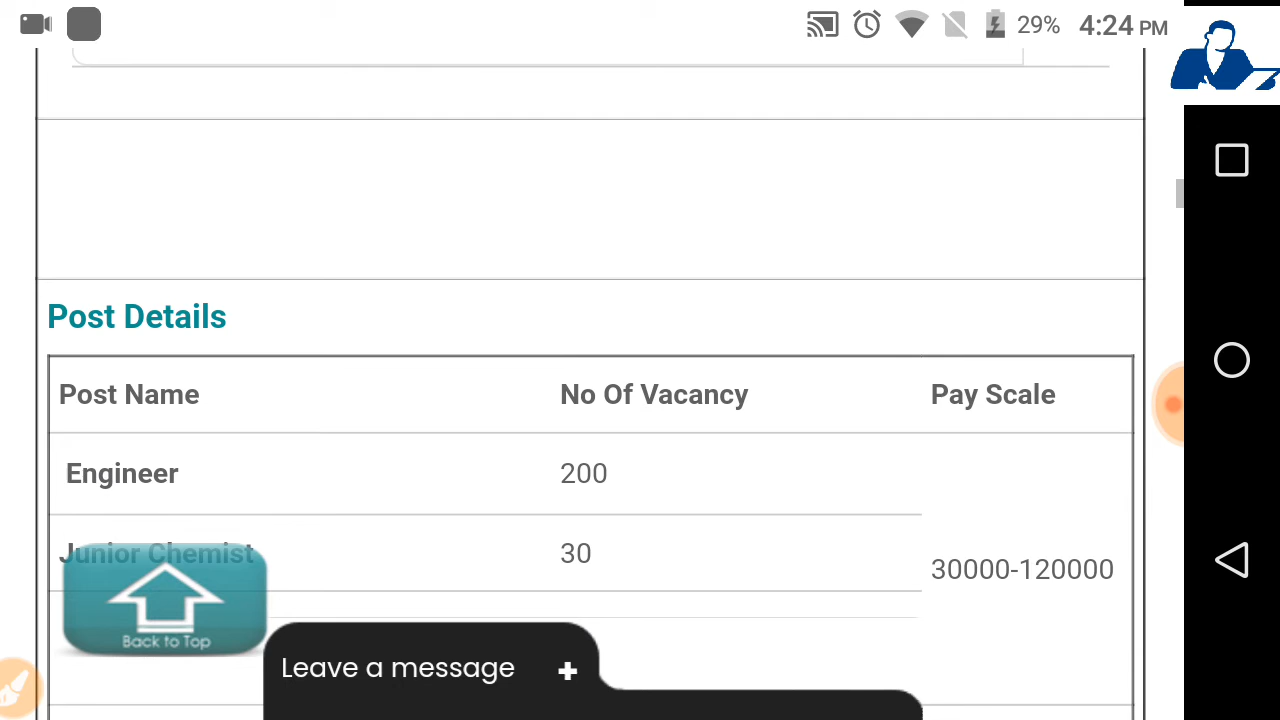 29% 4:24 PM
Post Details
Post Name No Of Vacancy Pay Scale
Engineer 200
Junior Chemist 30
30000-120000
Back to Top
Leave a message +